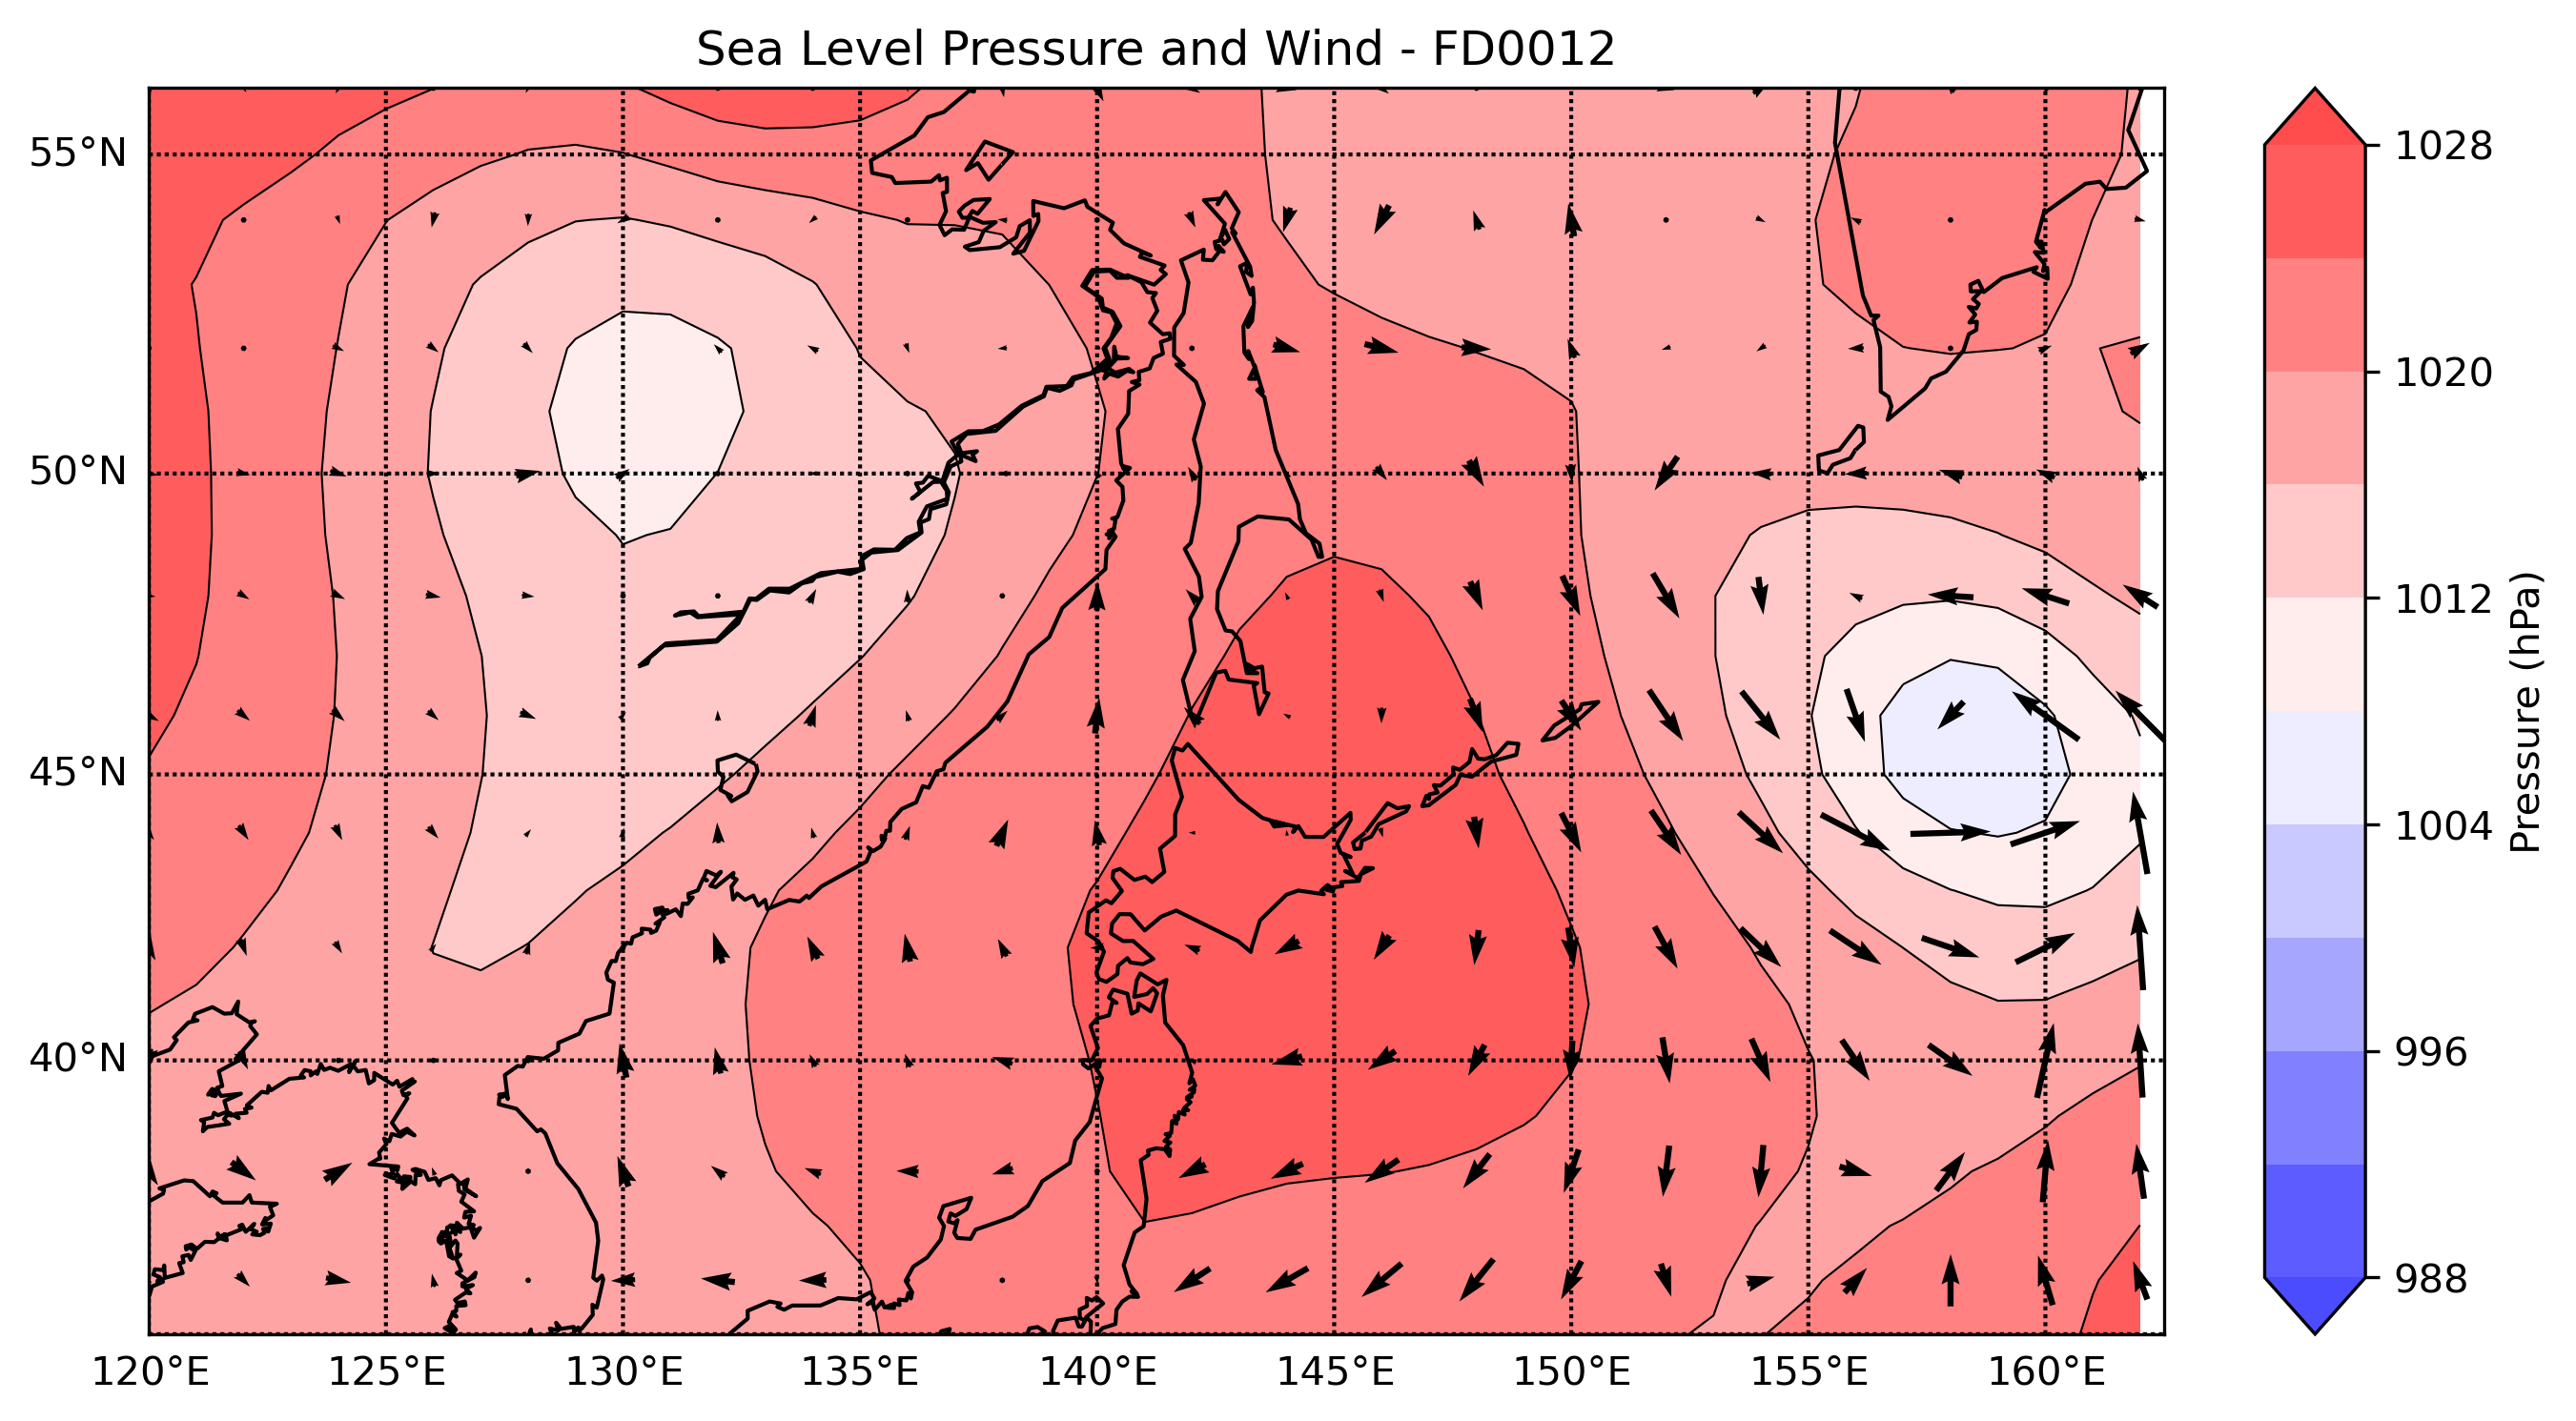 Sea Level Pressure and Wind - FD0012
55°N
50°N
45°N
40°N
120°E 125°E 130°E 135°E 140°E 145°E 150°E 155°E 160°E
1028
1020
1012
1004
996
988
Pressure (hPa)